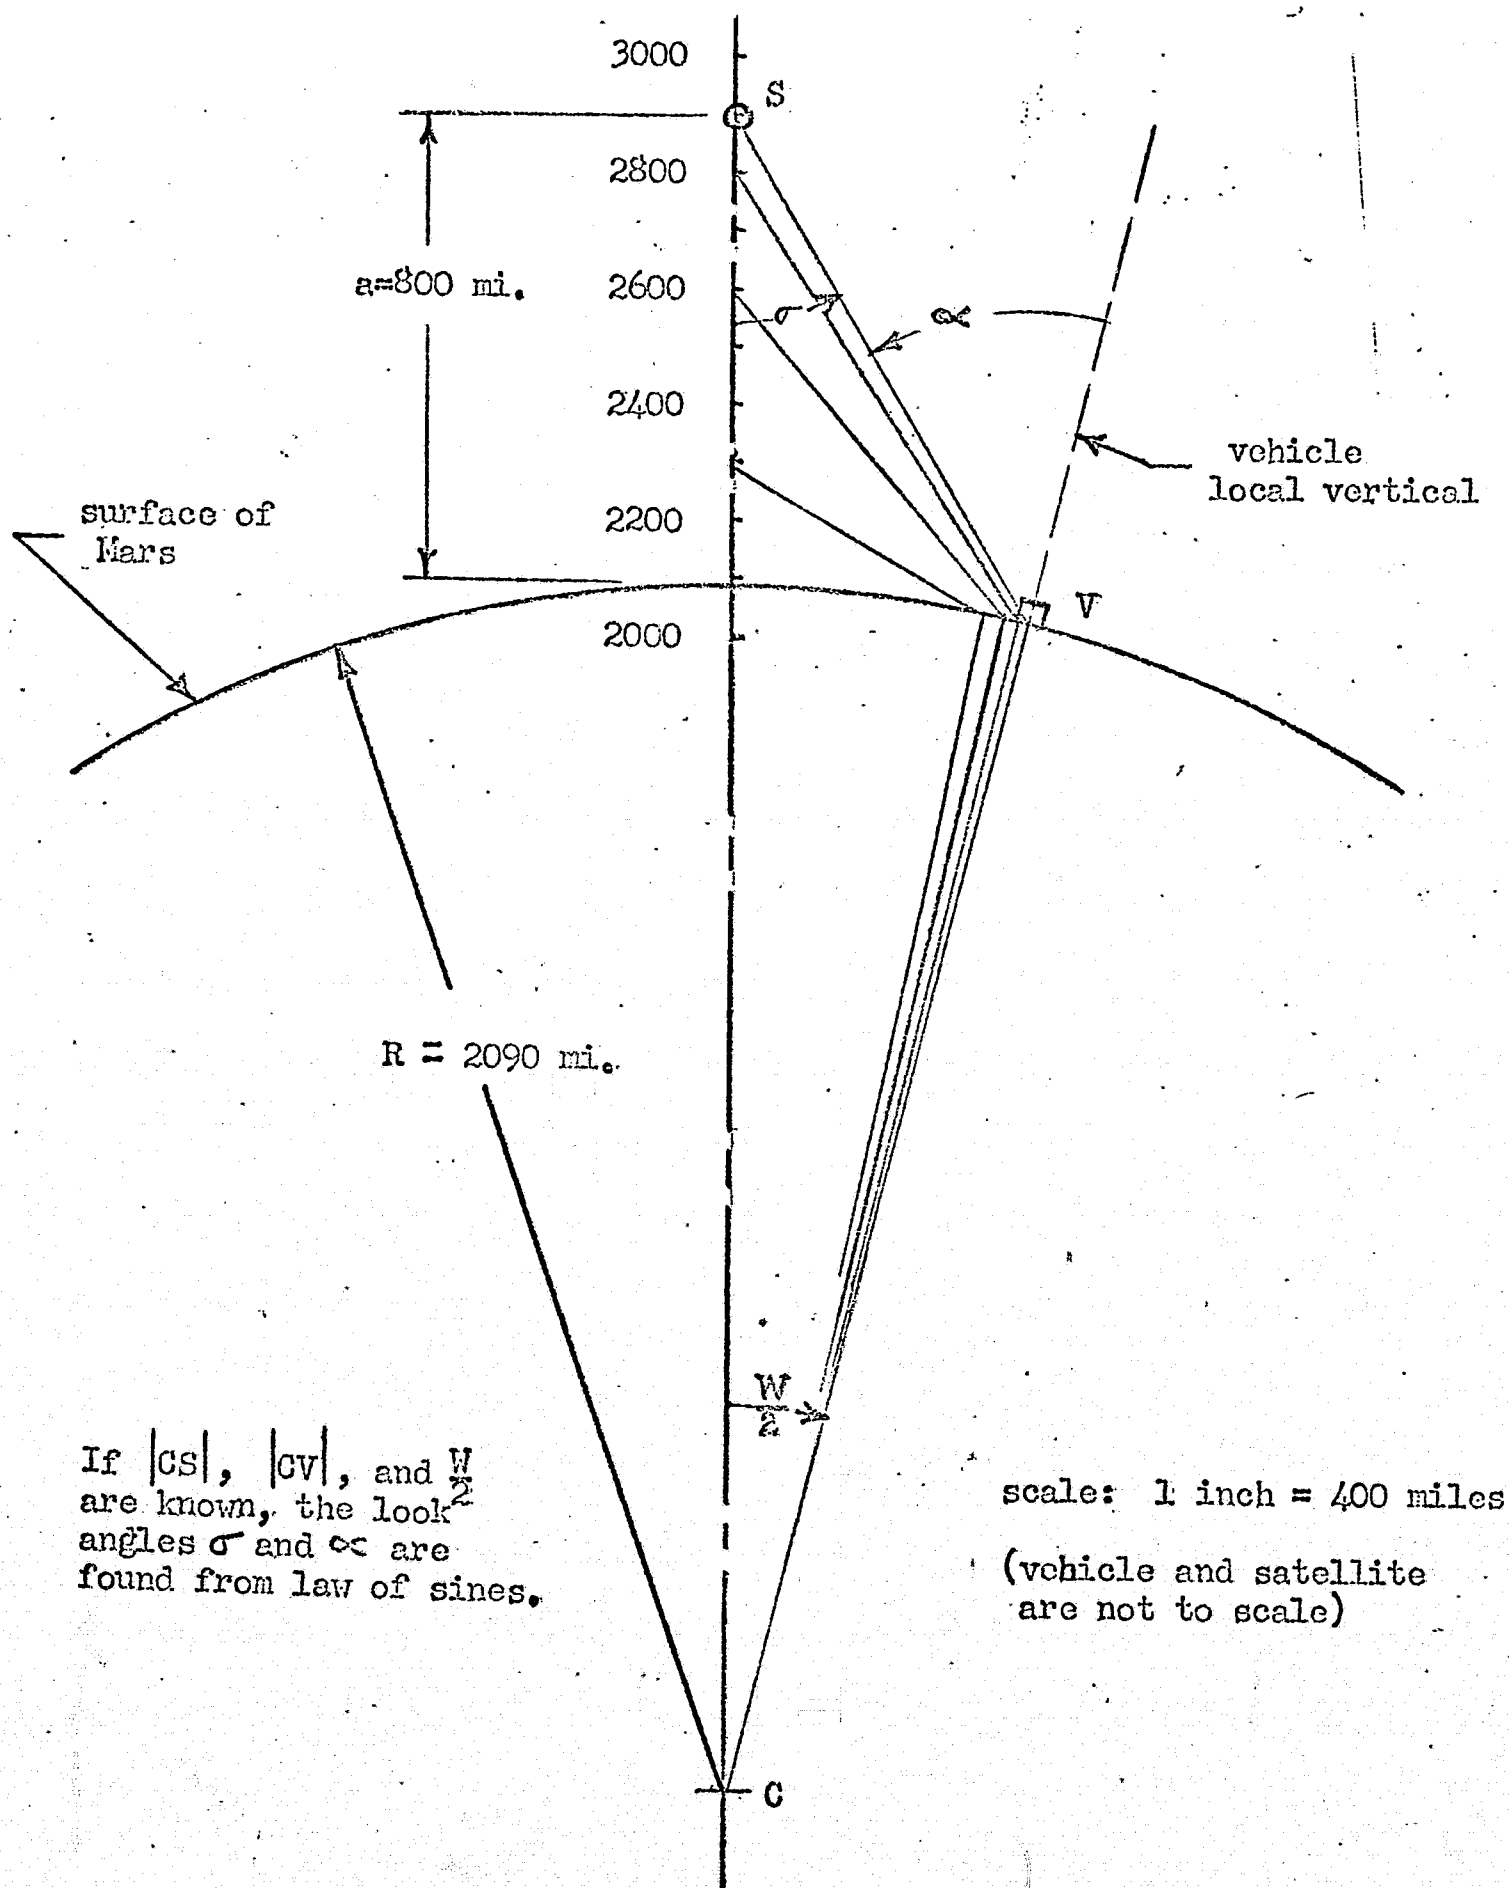 3000
S
2800
a=800 mi.
2600
σ
∝
2400
vehicle
local vertical
surface of
Mars
2200
V
2000
R = 2090 mi.
W
2
If |CS|, |CV|, and W
2
are known, the look
angles σ and ∝ are
found from law of sines.
scale: 1 inch = 400 miles
(vehicle and satellite
are not to scale)
C